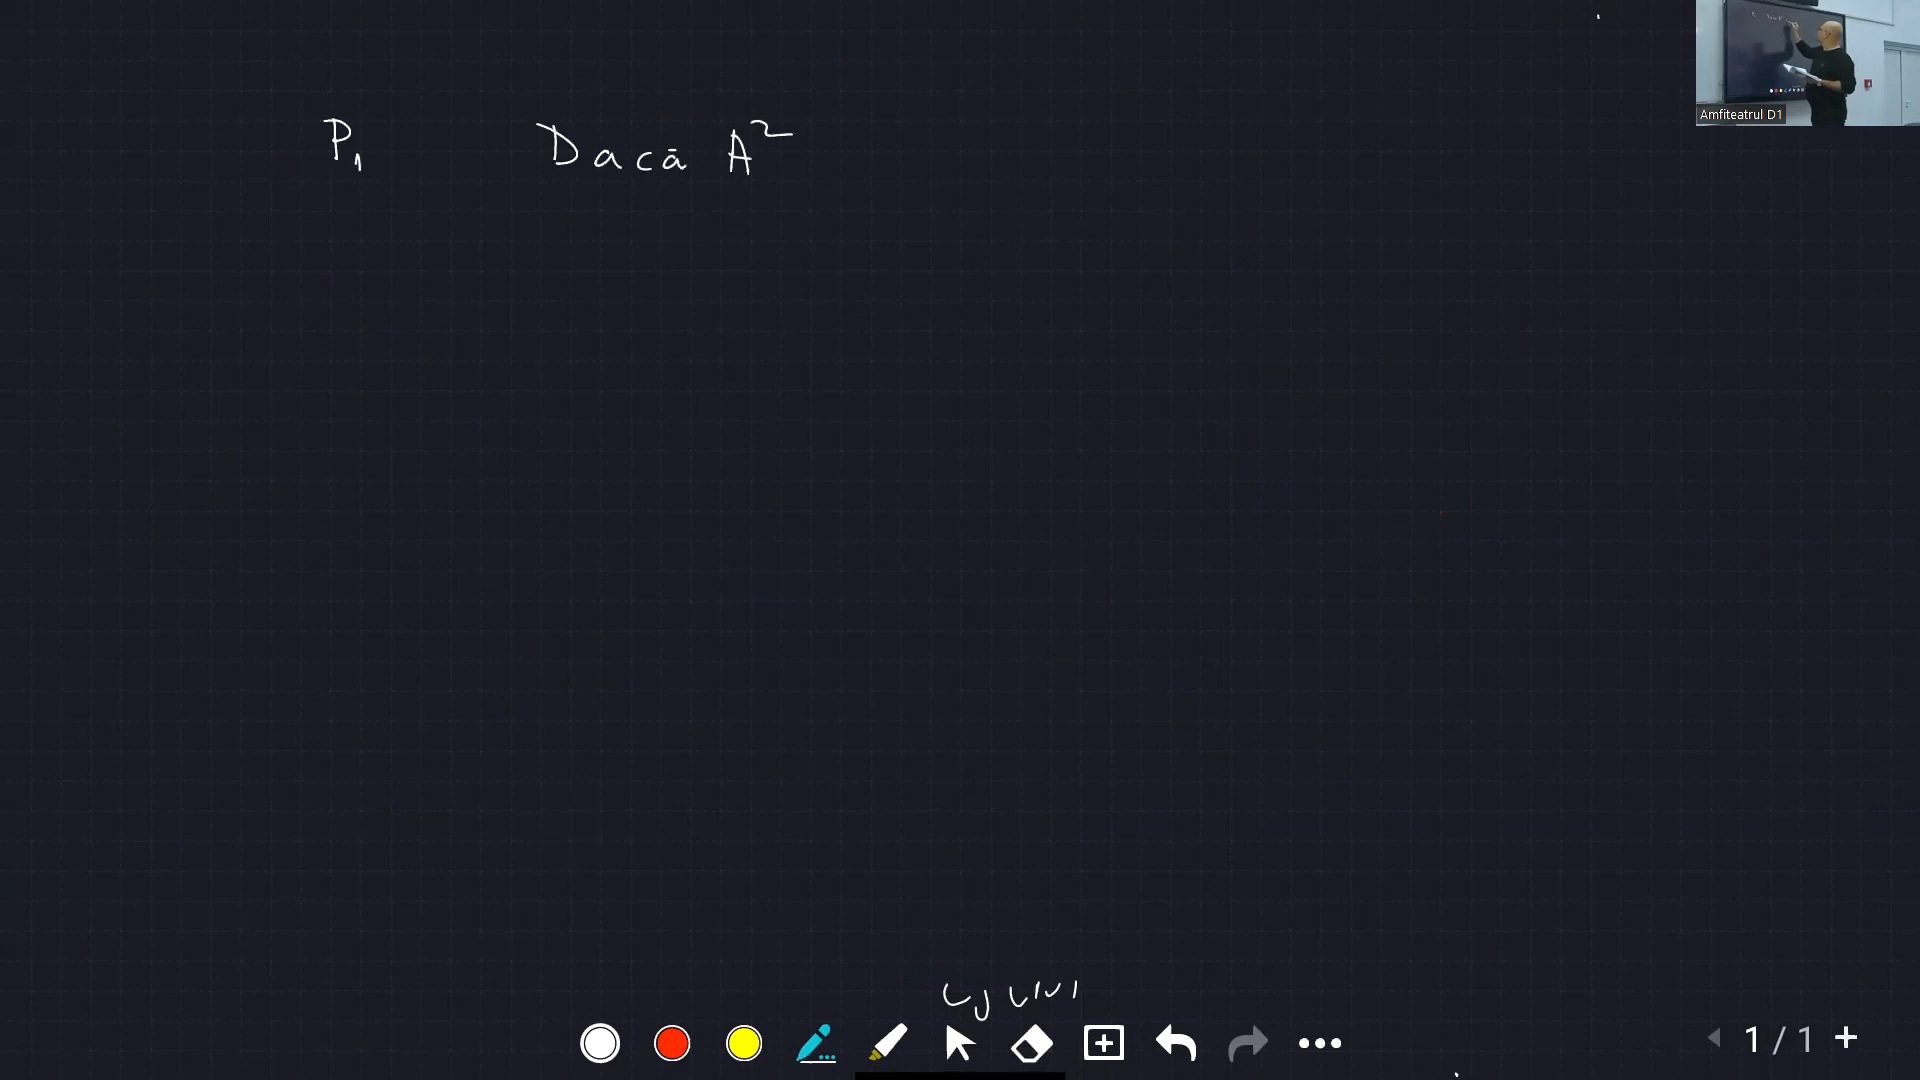 Amfiteatrul D1
P₁ Dacă A²
1 / 1